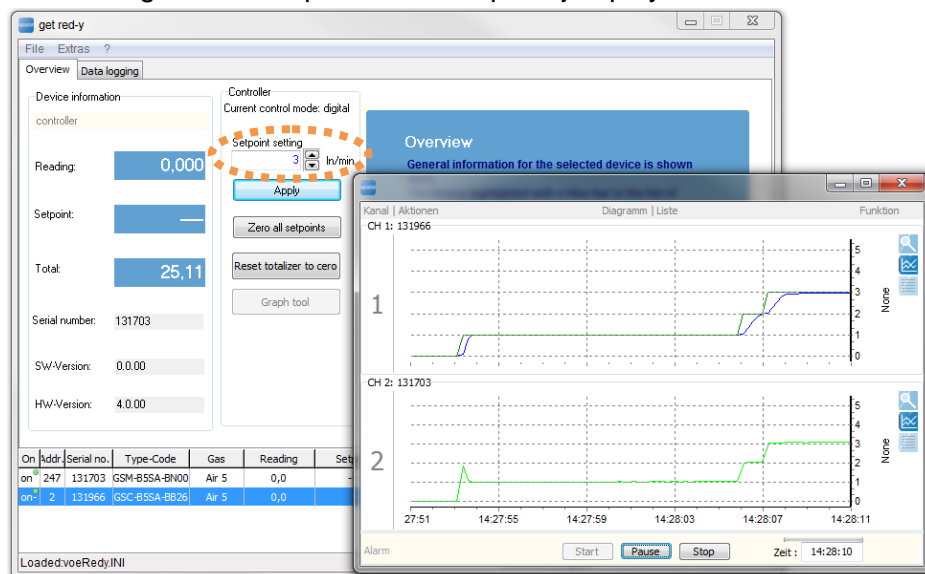 get red-y
File Extras ?
Overview Data logging
Device information
controller
Reading: 0,000
Setpoint:
Total: 25,11
Serial number: 131703
SW-Version: 0.0.00
HW-Version: 4.0.00
Controller
Current control mode: digital
Setpoint setting
3 ln/min
Apply
Zero all setpoints
Reset totalizer to cero
Graph tool
Overview
General information for the selected device is shown
On Addr. Serial no. Type-Code Gas Reading
on 247 131703 GSM-B5SA-BN00 Air 5 0,0
on- 2 131966 GSC-B5SA-BB26 Air 5 0,0
Loaded:voeRedy.INI
Kanal | Aktionen Diagramm | Liste Funktion
CH 1: 131966
1
5
4
3
2
1
0
None
CH 2: 131703
2
5
4
3
2
1
0
None
27:51 14:27:55 14:27:59 14:28:03 14:28:07 14:28:11
Alarm Start Pause Stop Zeit : 14:28:10